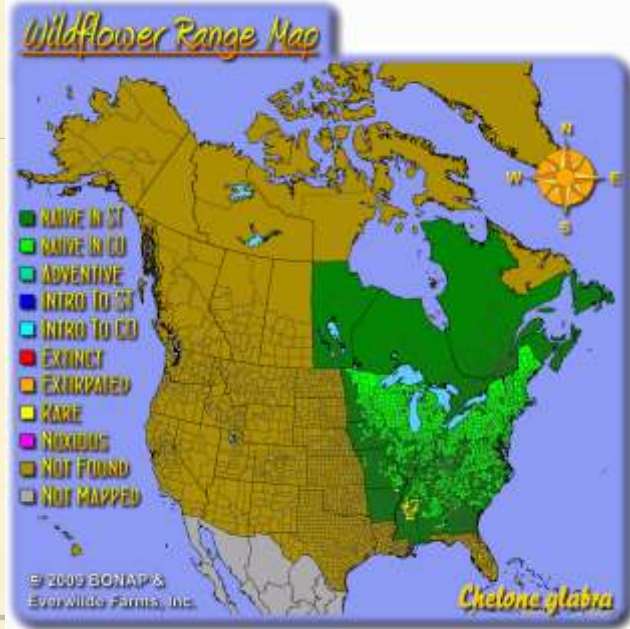 Wildflower Range Map
N
W
E
S
NATIVE IN ST
NATIVE IN CO
ADVENTIVE
INTRO TO ST
INTRO TO CO
EXTINCT
EXTIRPATED
RARE
NOXIOUS
NOT FOUND
NOT MAPPED
© 2009 BONAP &
Everwilde Farms, Inc.
Chelone glabra